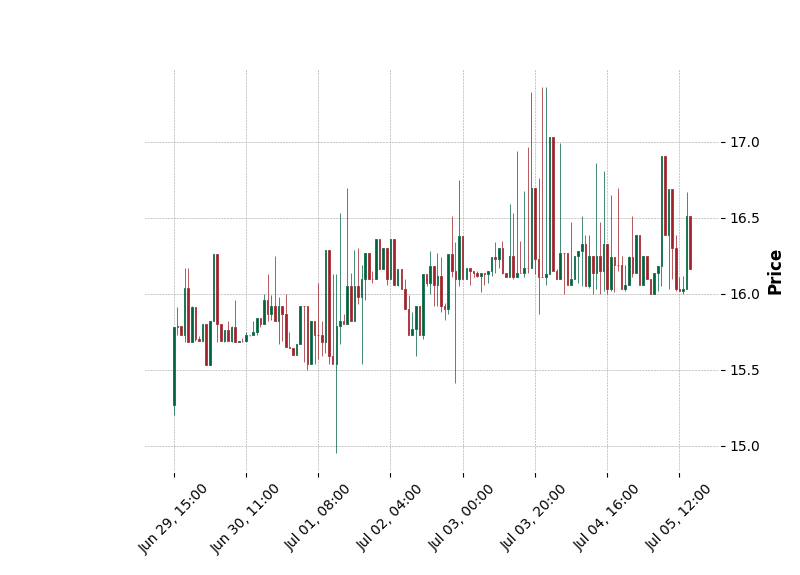 17.0
16.5
16.0
15.5
15.0
Price
Jun 29, 15:00
Jun 30, 11:00
Jul 01, 08:00
Jul 02, 04:00
Jul 03, 00:00
Jul 03, 20:00
Jul 04, 16:00
Jul 05, 12:00